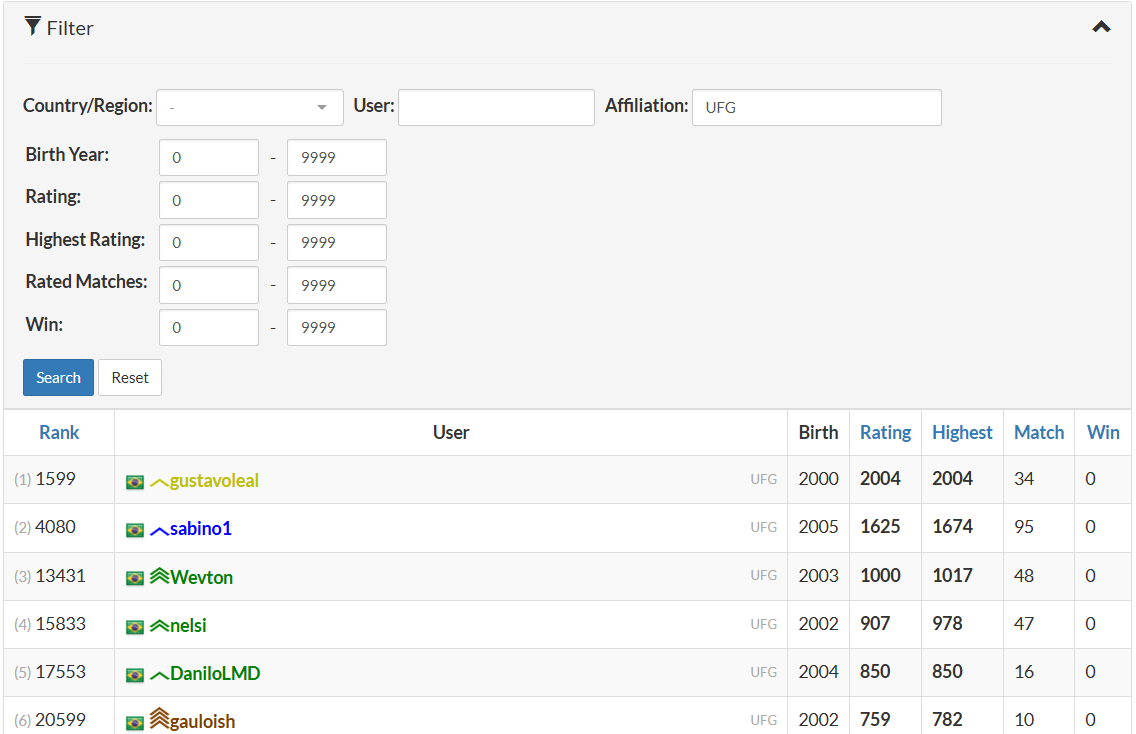 Filter
Country/Region: - User: Affiliation: UFG
Birth Year: 0 - 9999
Rating: 0 - 9999
Highest Rating: 0 - 9999
Rated Matches: 0 - 9999
Win: 0 - 9999
Search Reset
Rank User Birth Rating Highest Match Win
(1) 1599 gustavoleal UFG 2000 2004 2004 34 0
(2) 4080 sabino1 UFG 2005 1625 1674 95 0
(3) 13431 Wevton UFG 2003 1000 1017 48 0
(4) 15833 nelsi UFG 2002 907 978 47 0
(5) 17553 DaniloLMD UFG 2004 850 850 16 0
(6) 20599 gauloish UFG 2002 759 782 10 0